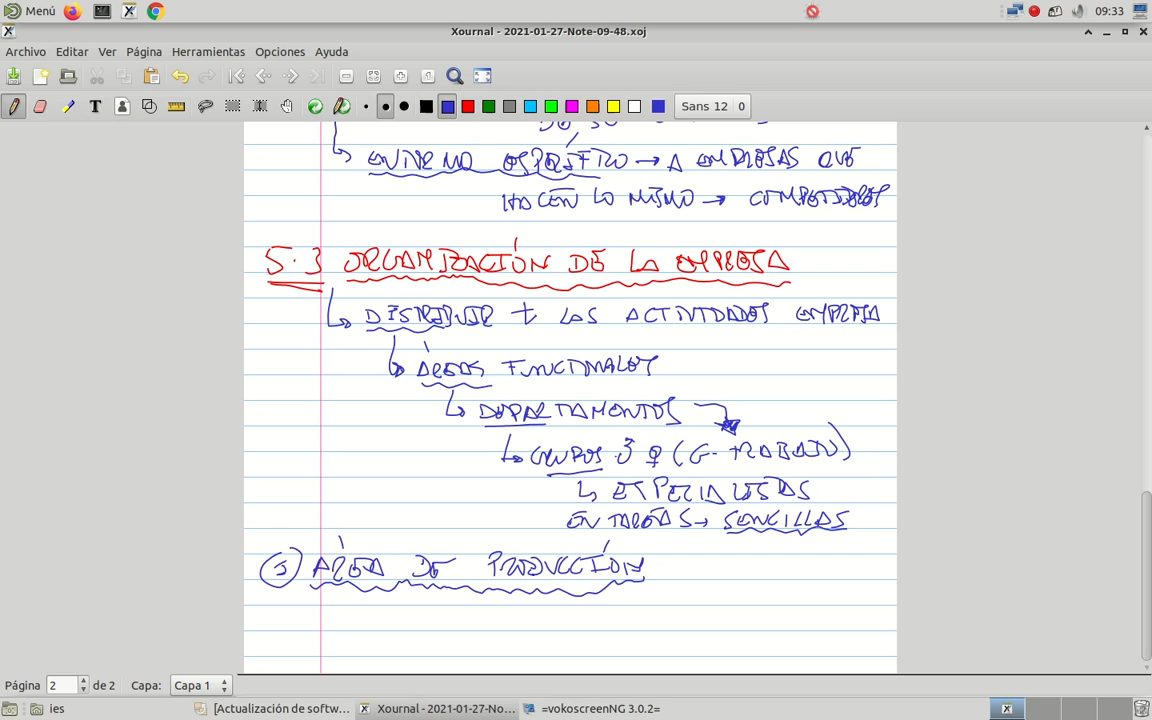 Menú 09:33
Xournal - 2021-01-27-Note-09-48.xoj
Archivo Editar Ver Página Herramientas Opciones Ayuda
Sans 12 0
DE SU
ENTORNO ESPECÍFICO → A EMPRESAS QUE
HACEN LO MISMO → COMPETIDORES
5.3 ORGANIZACIÓN DE LA EMPRESA
DISTRIBUIR t LAS ACTIVIDADES EMPRESA
ÁREAS FUNCIONALES
DEPARTAMENTOS
GRUPOS (G. TRABAJO)
ESPECIALISTAS
EN TAREAS → SENCILLAS
ÁREA DE PRODUCCIÓN
Página 2 de 2 Capa: Capa 1
ies [Actualización de softw... Xournal - 2021-01-27-No... =vokoscreenNG 3.0.2=